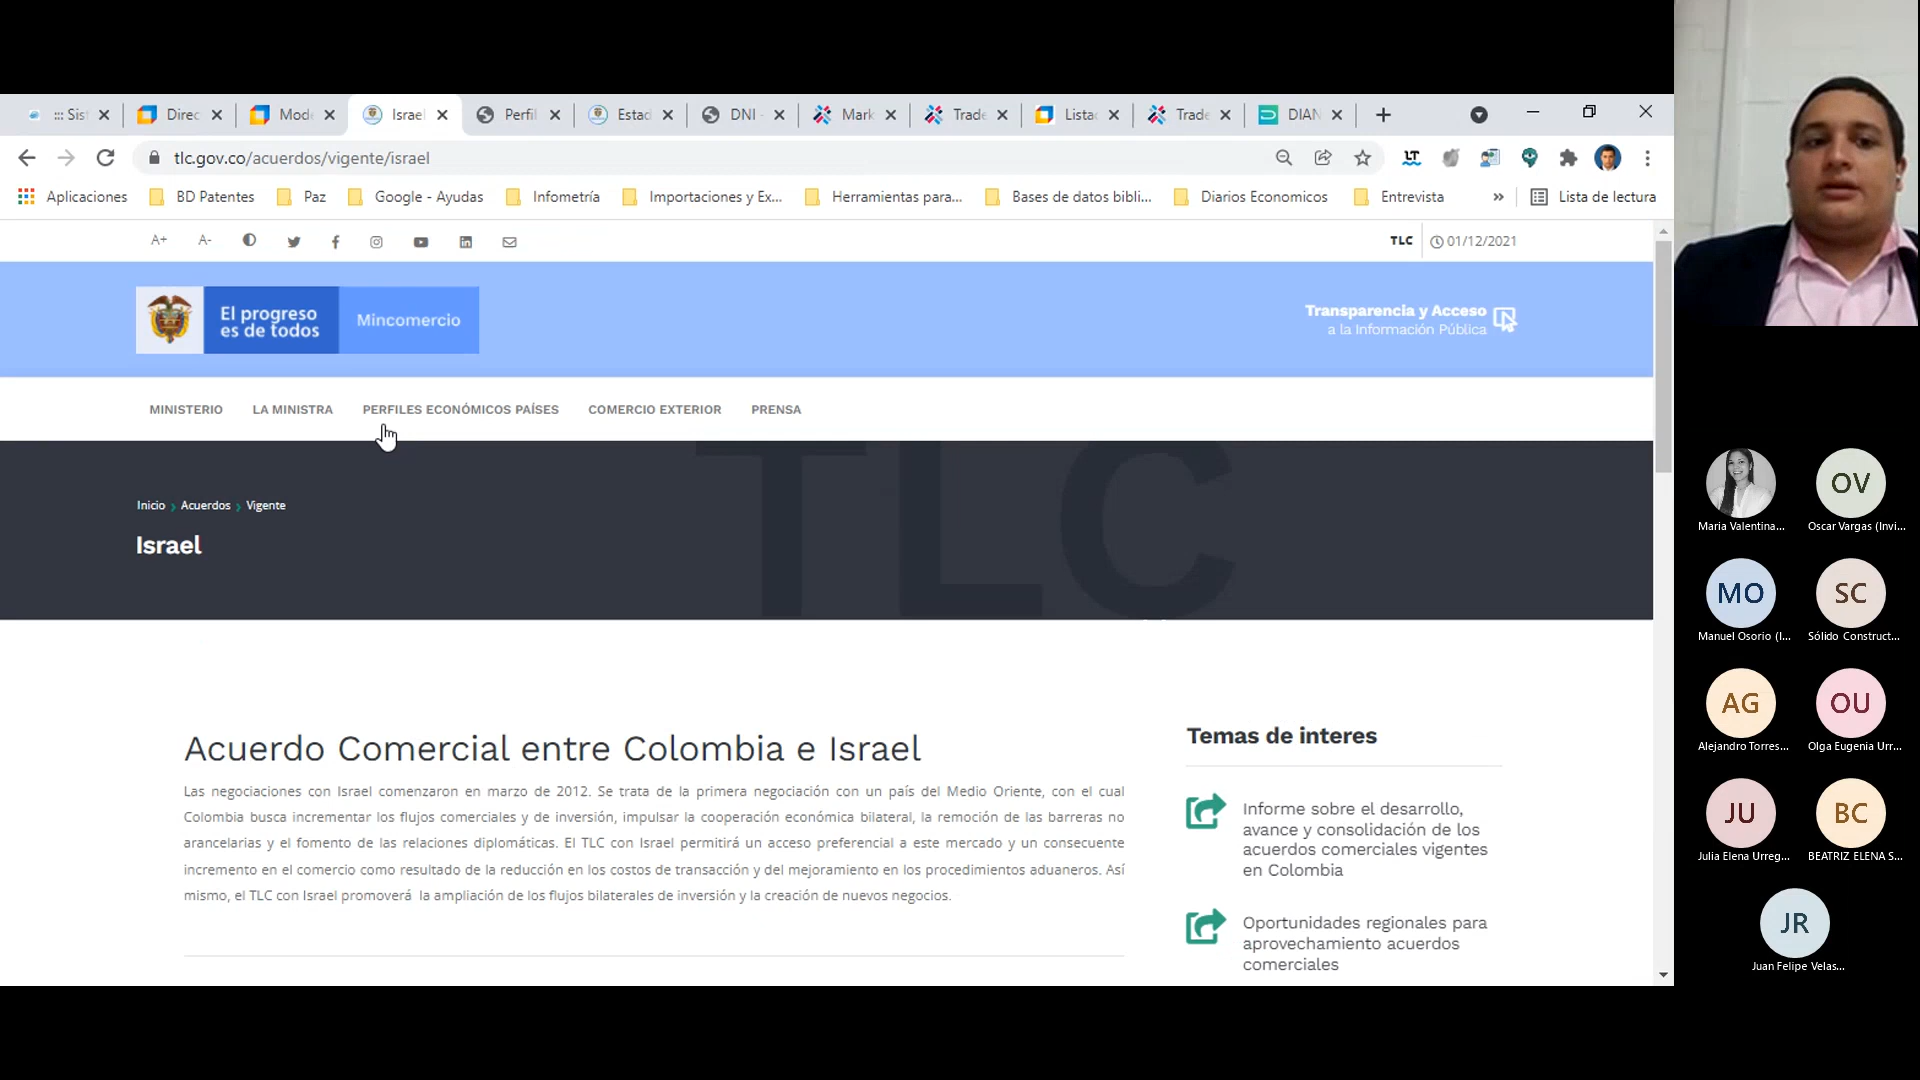 ::: Sist
Direc
Mode
Israel
Perfil
Estad
DNI -
Mark
Trade
Lista
Trade
DIAN
tlc.gov.co/acuerdos/vigente/israel
LT
Aplicaciones
BD Patentes
Paz
Google - Ayudas
Infometría
Importaciones y Ex...
Herramientas para...
Bases de datos bibli...
Diarios Economicos
Entrevista
»
Lista de lectura
A+
A-
TLC
01/12/2021
El progreso
es de todos
Mincomercio
Transparencia y Acceso
a la Información Pública
MINISTERIO
LA MINISTRA
PERFILES ECONÓMICOS PAÍSES
COMERCIO EXTERIOR
PRENSA
TLC
Inicio › Acuerdos › Vigente
Israel
Acuerdo Comercial entre Colombia e Israel
Las negociaciones con Israel comenzaron en marzo de 2012. Se trata de la primera negociación con un país del Medio Oriente, con el cual
Colombia busca incrementar los flujos comerciales y de inversión, impulsar la cooperación económica bilateral, la remoción de las barreras no
arancelarias y el fomento de las relaciones diplomáticas. El TLC con Israel permitirá un acceso preferencial a este mercado y un consecuente
incremento en el comercio como resultado de la reducción en los costos de transacción y del mejoramiento en los procedimientos aduaneros. Así
mismo, el TLC con Israel promoverá la ampliación de los flujos bilaterales de inversión y la creación de nuevos negocios.
Temas de interes
Informe sobre el desarrollo,
avance y consolidación de los
acuerdos comerciales vigentes
en Colombia
Oportunidades regionales para
aprovechamiento acuerdos
comerciales
Maria Valentina...
OV
Oscar Vargas (Invi...
MO
Manuel Osorio (I...
SC
Sólido Construct...
AG
Alejandro Torres...
OU
Olga Eugenia Urr...
JU
Julia Elena Urreg...
BC
BEATRIZ ELENA S...
JR
Juan Felipe Velas...